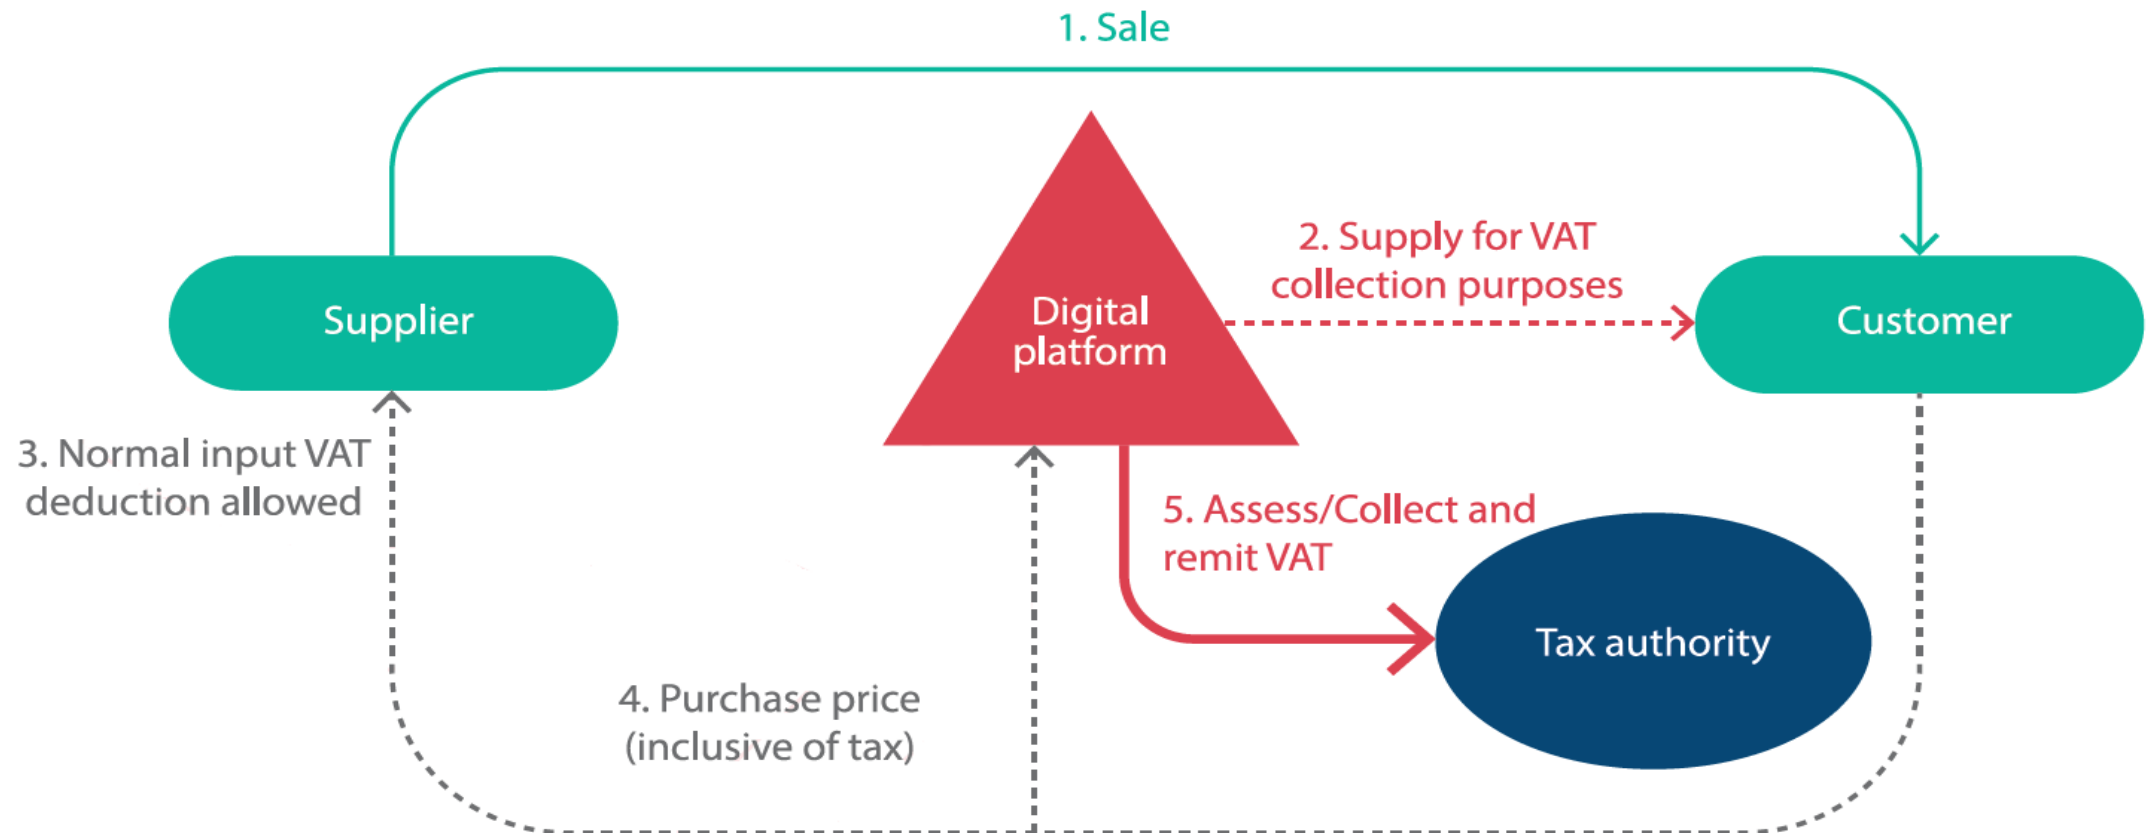 1. Sale
2. Supply for VAT
collection purposes
Supplier
Digital
platform
Customer
3. Normal input VAT
deduction allowed
5. Assess/Collect and
remit VAT
Tax authority
4. Purchase price
(inclusive of tax)